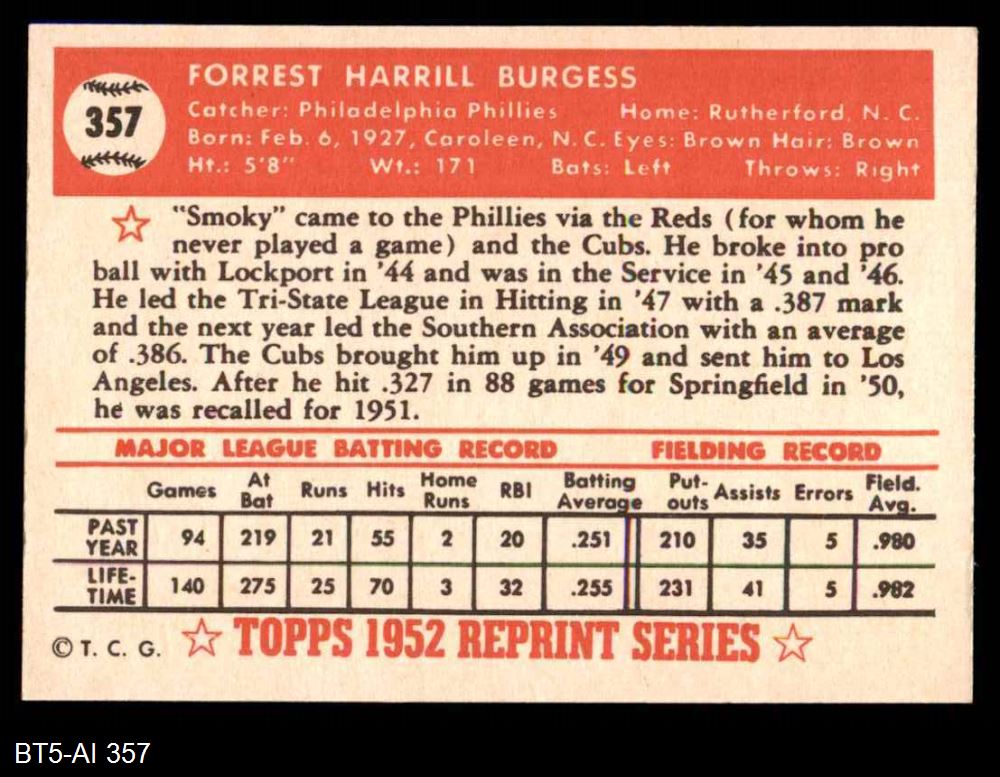 357
FORREST HARRILL BURGESS
Catcher: Philadelphia Phillies Home: Rutherford, N. C.
Born: Feb. 6, 1927, Caroleen, N. C. Eyes: Brown Hair: Brown
Ht.: 5'8" Wt.: 171 Bats: Left Throws: Right
"Smoky" came to the Phillies via the Reds (for whom he
never played a game) and the Cubs. He broke into pro
ball with Lockport in '44 and was in the Service in '45 and '46.
He led the Tri-State League in Hitting in '47 with a .387 mark
and the next year led the Southern Association with an average
of .386. The Cubs brought him up in '49 and sent him to Los
Angeles. After he hit .327 in 88 games for Springfield in '50,
he was recalled for 1951.
MAJOR LEAGUE BATTING RECORD FIELDING RECORD
Games At Bat Runs Hits Home Runs RBI Batting Average Put-outs Assists Errors Field. Avg.
PAST YEAR 94 219 21 55 2 20 .251 210 35 5 .980
LIFE-TIME 140 275 25 70 3 32 .255 231 41 5 .982
© T. C. G. TOPPS 1952 REPRINT SERIES
BT5-AI 357